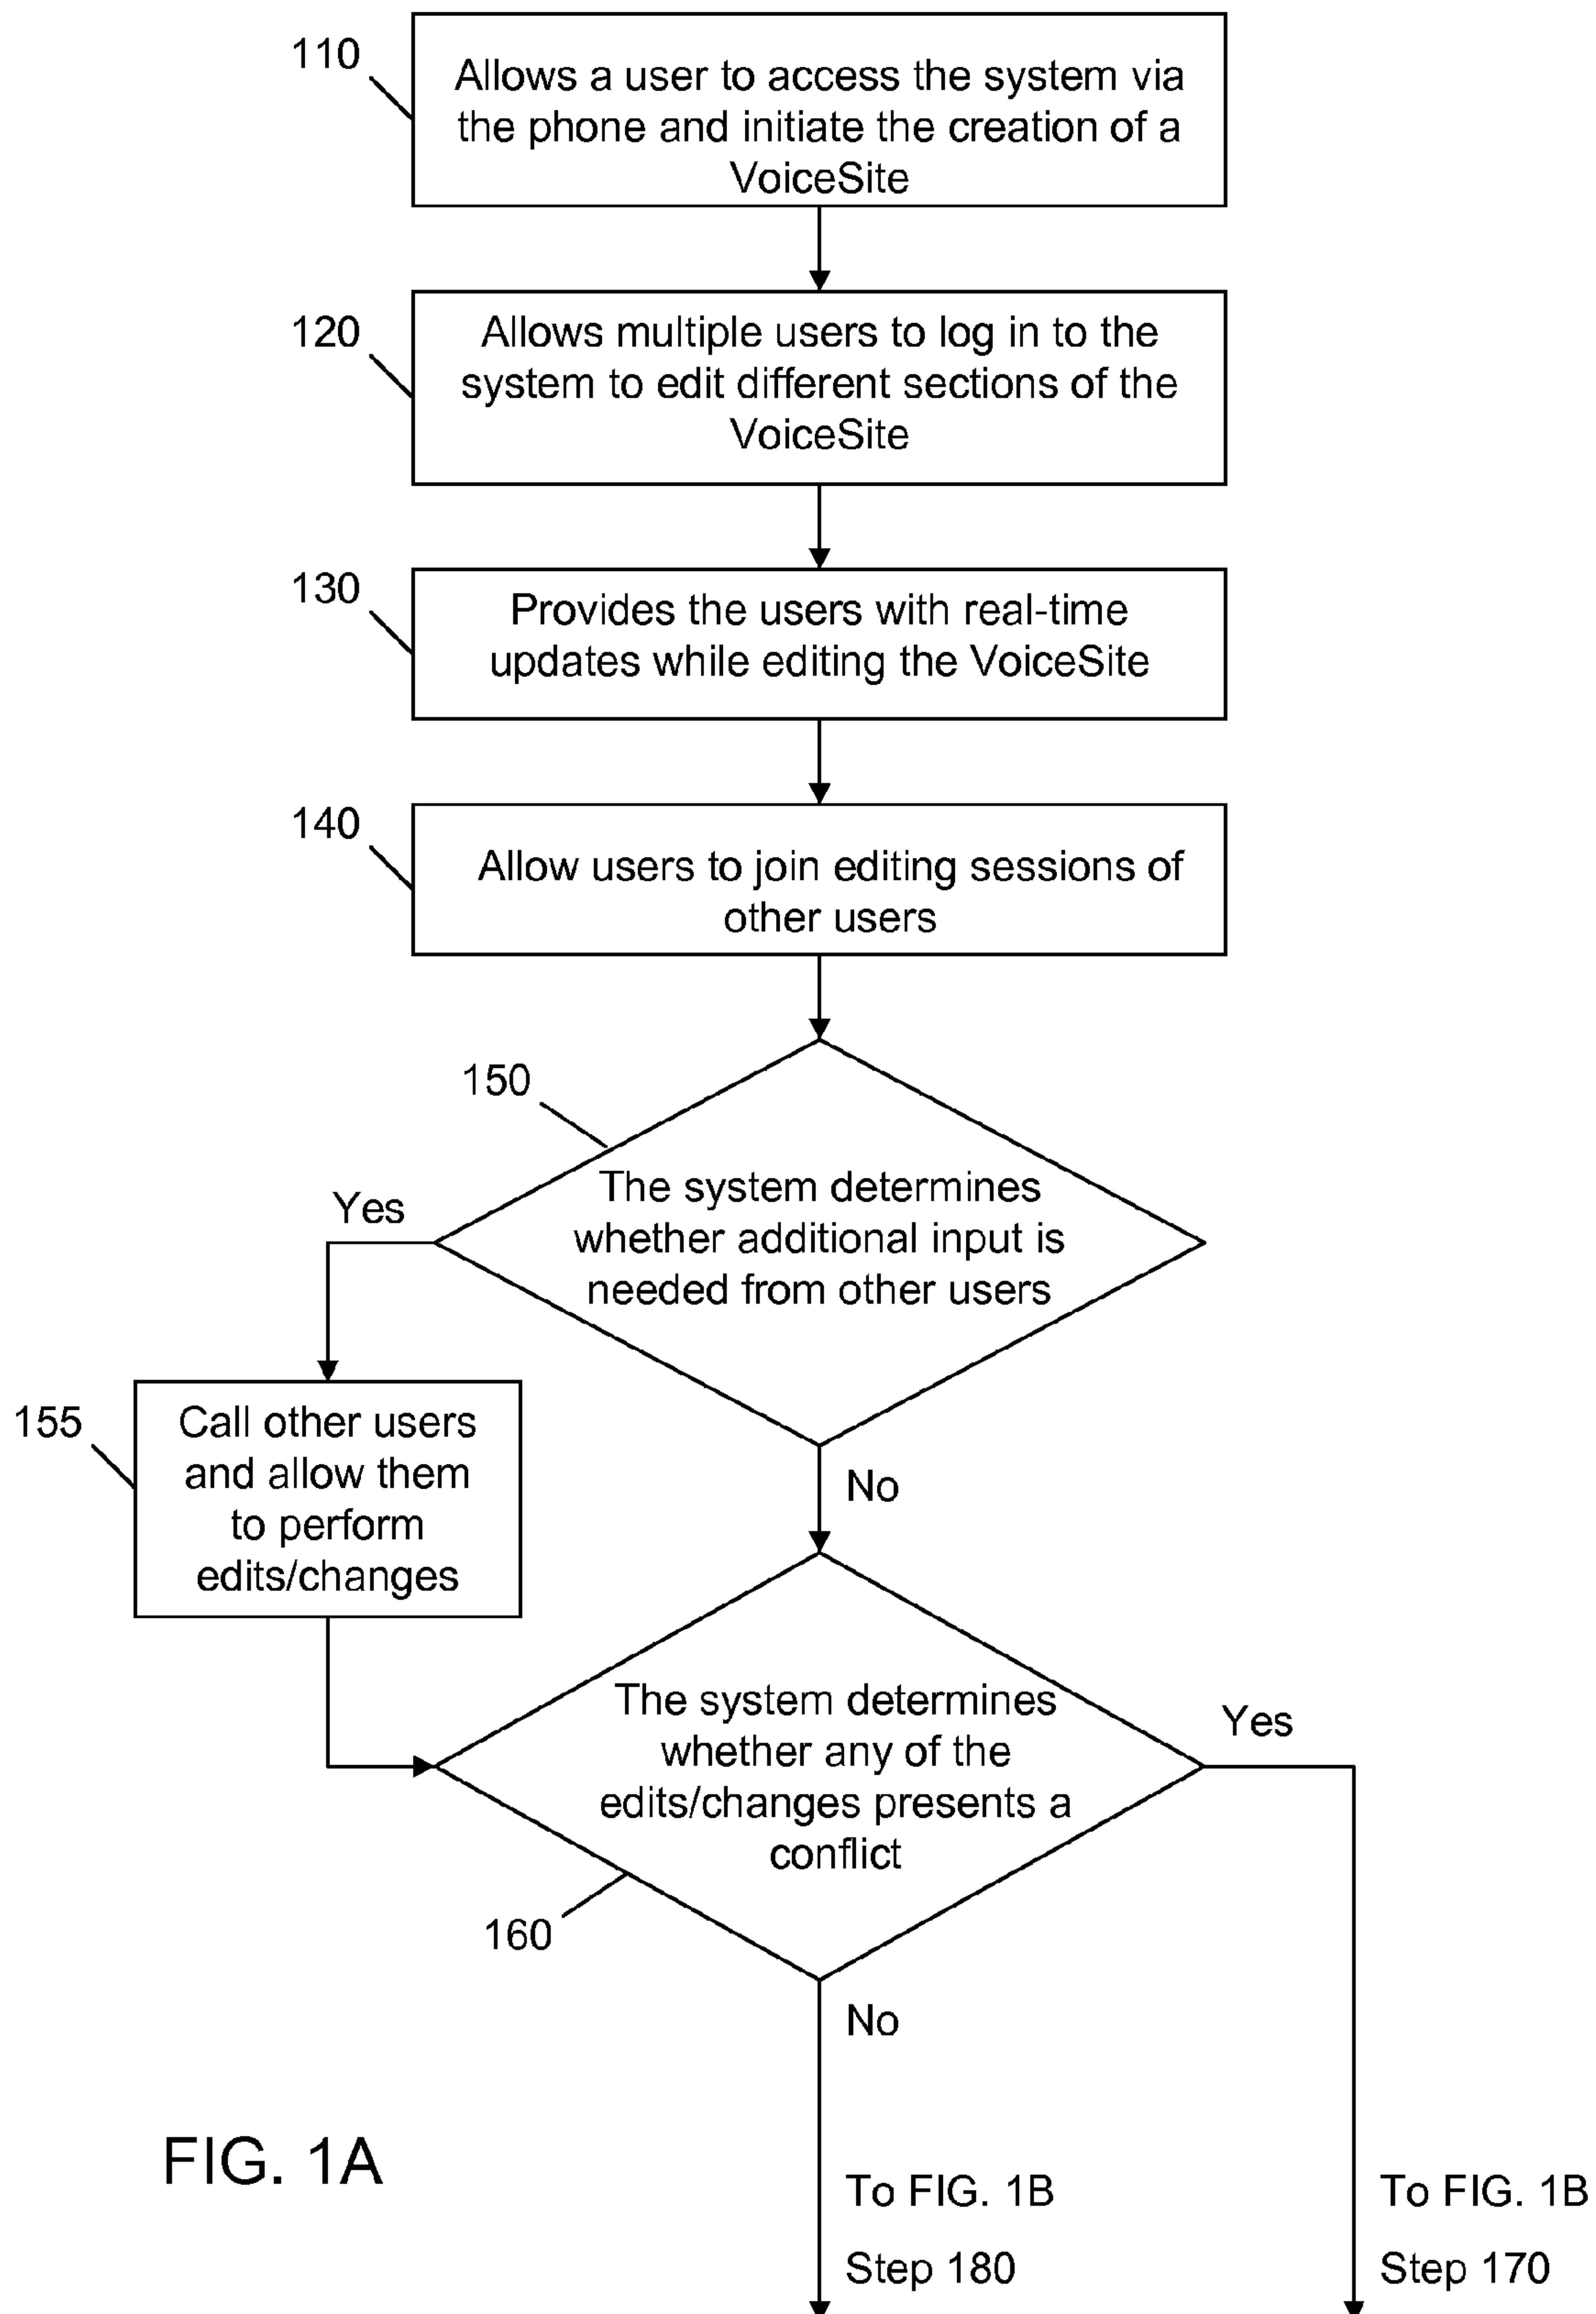 110
Allows a user to access the system via
the phone and initiate the creation of a
VoiceSite
120
Allows multiple users to log in to the
system to edit different sections of the
VoiceSite
130
Provides the users with real-time
updates while editing the VoiceSite
140
Allow users to join editing sessions of
other users
150
The system determines
whether additional input is
needed from other users
Yes
No
155
Call other users
and allow them
to perform
edits/changes
The system determines
whether any of the
edits/changes presents a
conflict
Yes
160
No
FIG. 1A
To FIG. 1B
Step 180
To FIG. 1B
Step 170